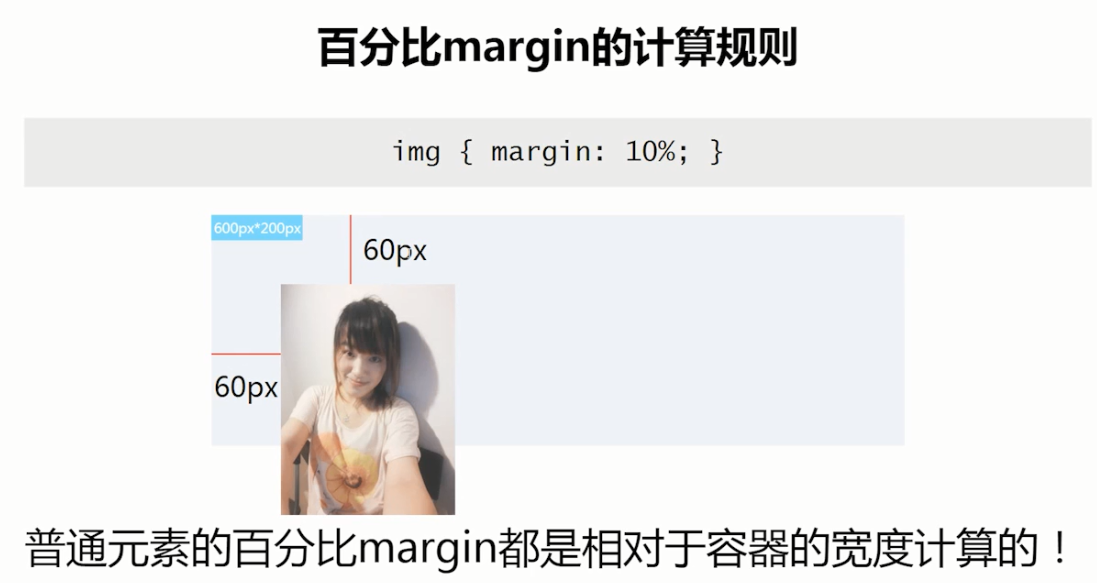 百分比margin的计算规则
img { margin: 10%; }
600px*200px
60px
60px
普通元素的百分比margin都是相对于容器的宽度计算的！